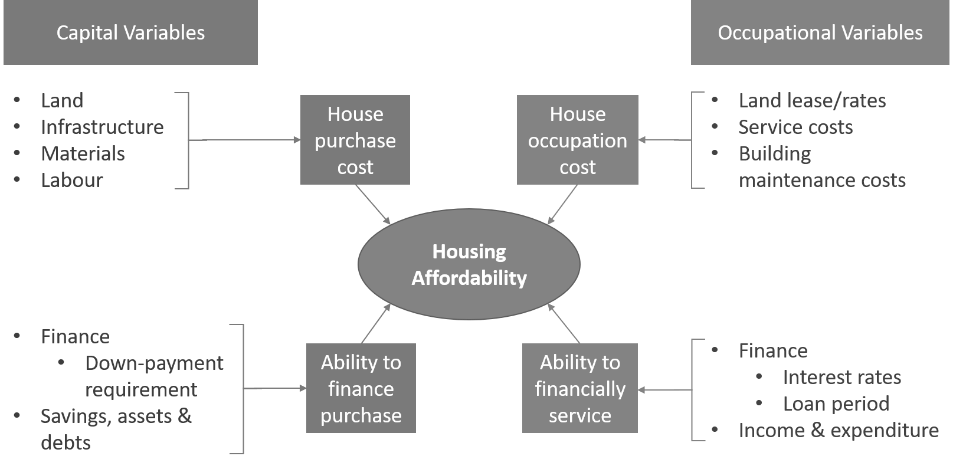 Capital Variables
Occupational Variables
• Land
• Infrastructure
• Materials
• Labour
House
purchase
cost
House
occupation
cost
• Land lease/rates
• Service costs
• Building
maintenance costs
Housing
Affordability
• Finance
• Down-payment
requirement
• Savings, assets &
debts
Ability to
finance
purchase
Ability to
financially
service
• Finance
• Interest rates
• Loan period
• Income & expenditure